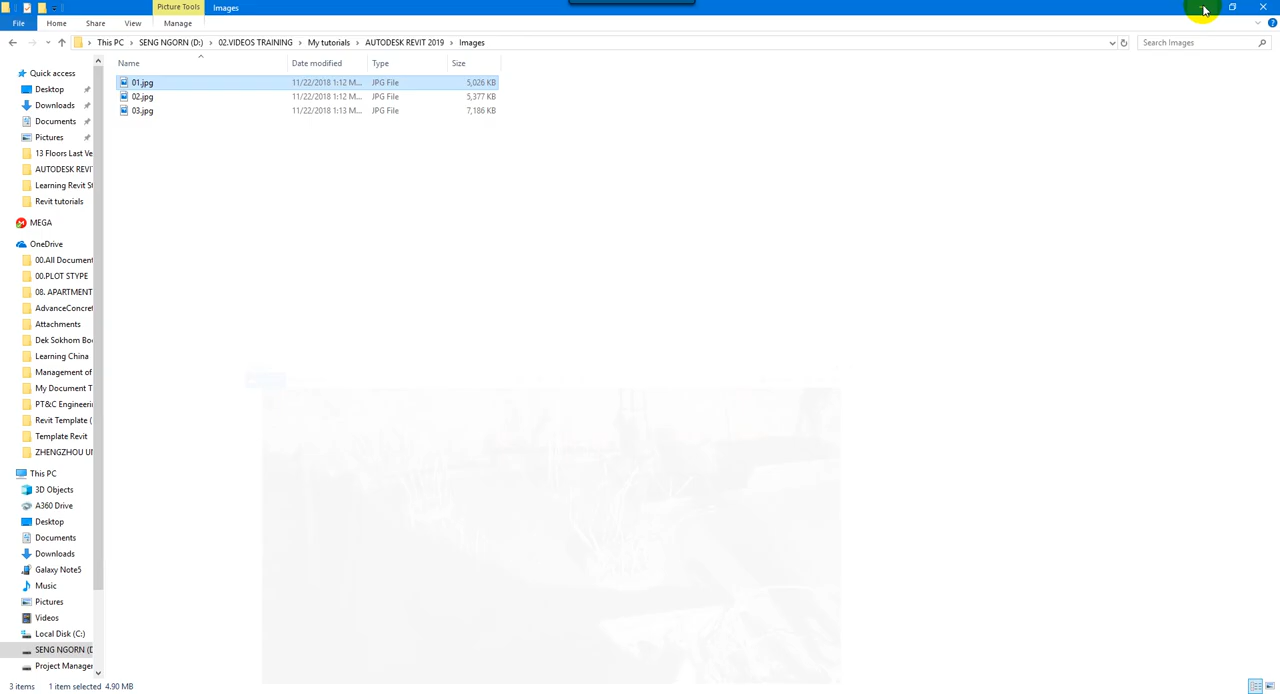 Picture Tools Images
File Home Share View Manage
This PC > SENG NGORN (D:) > 02.VIDEOS TRAINING > My tutorials > AUTODESK REVIT 2019 > Images
Search Images
Name Date modified Type Size
01.jpg 11/22/2018 1:12 M... JPG File 5,026 KB
02.jpg 11/22/2018 1:12 M... JPG File 5,377 KB
03.jpg 11/22/2018 1:13 M... JPG File 7,186 KB
Quick access
Desktop
Downloads
Documents
Pictures
13 Floors Last Ve
AUTODESK REVI
Learning Revit St
Revit tutorials
MEGA
OneDrive
00.All Document
00.PLOT STYPE
08. APARTMENT
AdvanceConcret
Attachments
Dek Sokhom Bo
Learning China
Management of
My Document T
PT&C Engineeri
Revit Template (
Template Revit
ZHENGZHOU UN
This PC
3D Objects
A360 Drive
Desktop
Documents
Downloads
Galaxy Note5
Music
Pictures
Videos
Local Disk (C:)
SENG NGORN (D
Project Manager
3 items 1 item selected 4.90 MB